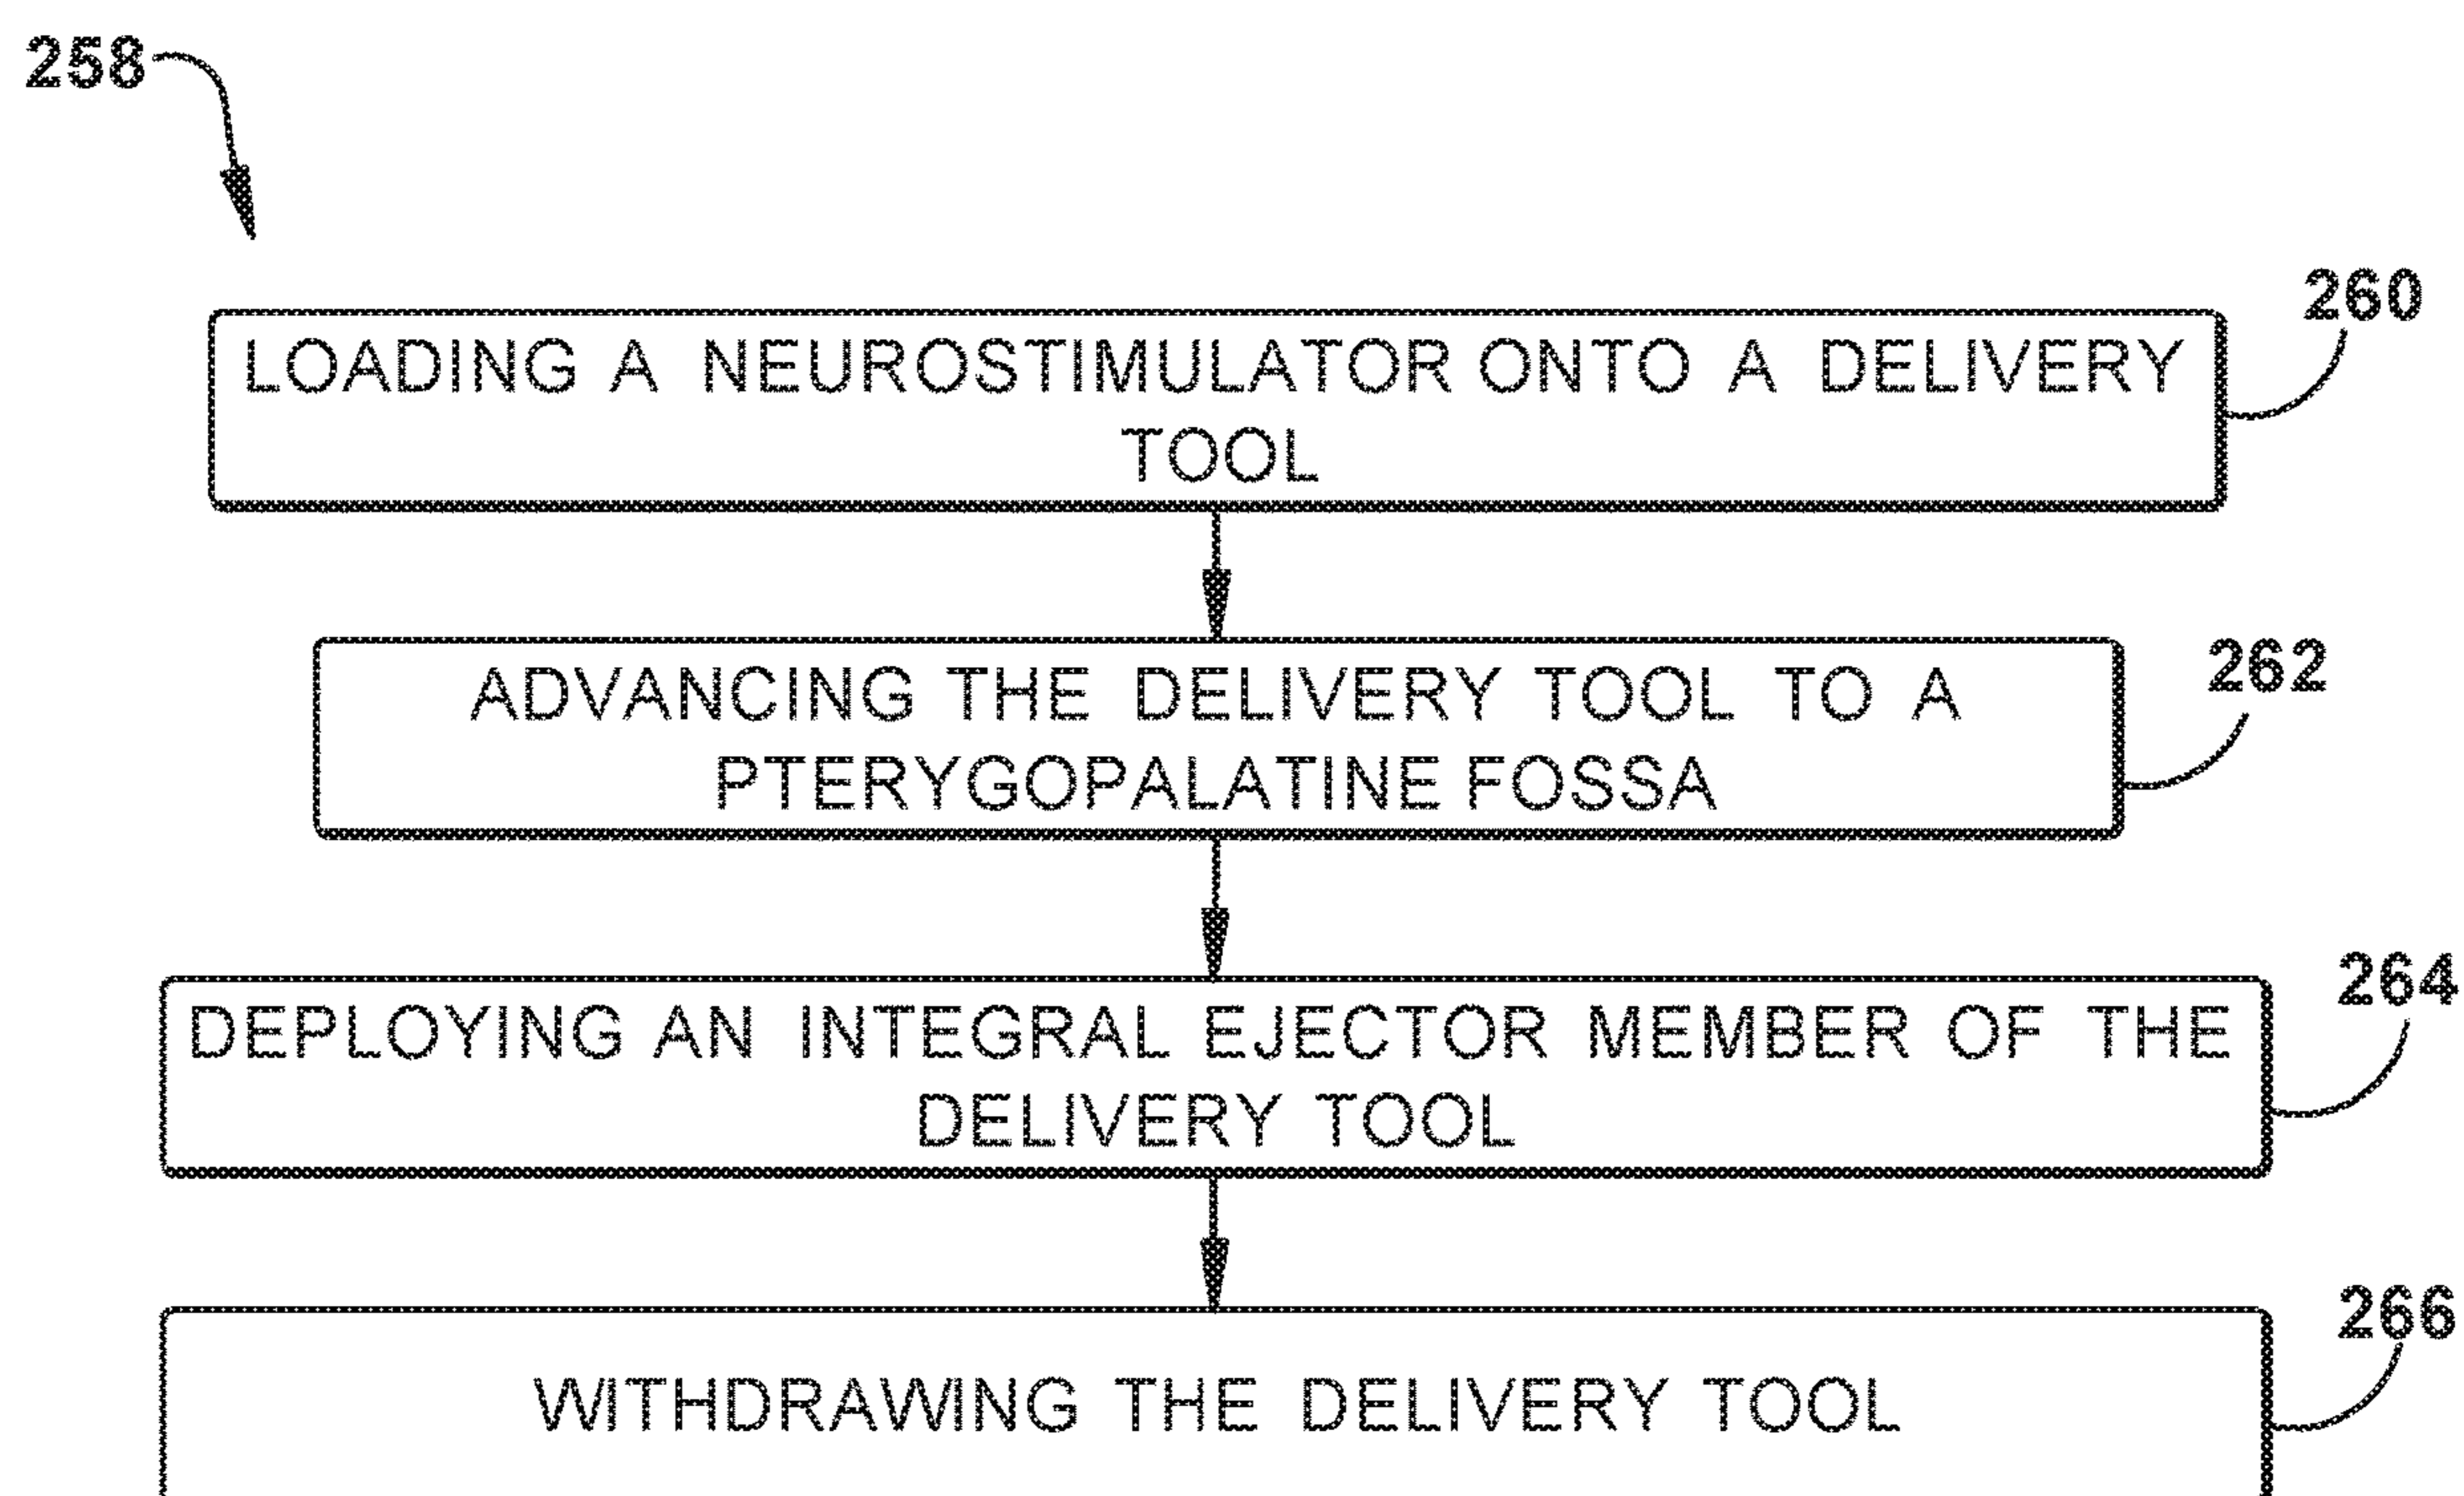 258
260
LOADING A NEUROSTIMULATOR ONTO A DELIVERY
TOOL
262
ADVANCING THE DELIVERY TOOL TO A
PTERYGOPALATINE FOSSA
264
DEPLOYING AN INTEGRAL EJECTOR MEMBER OF THE
DELIVERY TOOL
266
WITHDRAWING THE DELIVERY TOOL